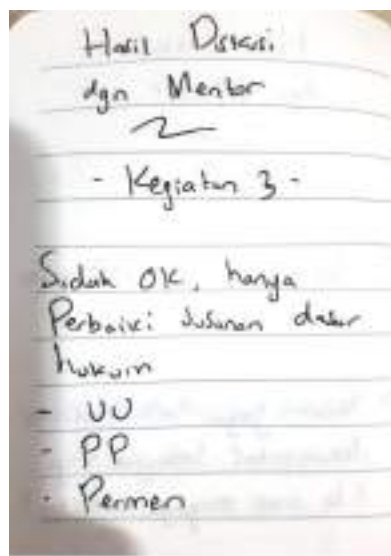 Hasil Diskusi
dgn Mentor
- Kegiatan 3 -
Sudah OK, hanya
Perbaiki susunan dasar
hukum
- UU
- PP
- Permen